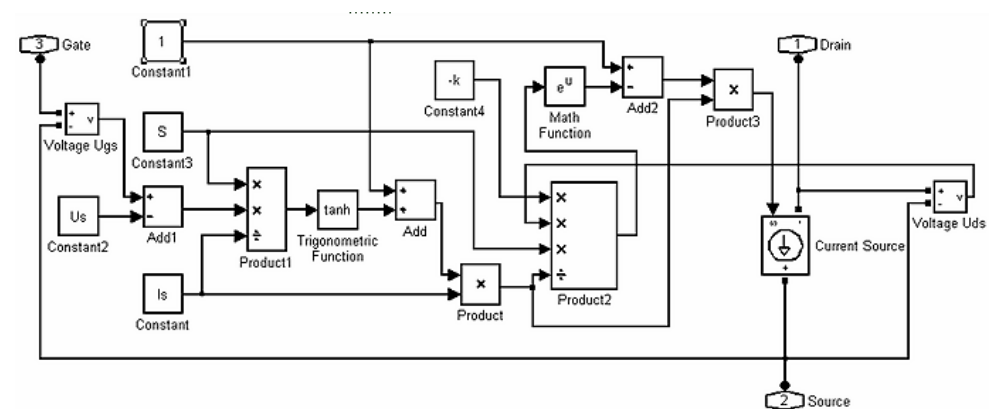 3 Gate
1
Constant1
-k
Constant4
e^u
Math
Function
+
-
Add2
×
Product3
1 Drain
+
-
v
Voltage Ugs
S
Constant3
Us
Constant2
+
-
Add1
×
×
÷
Product1
tanh
Trigonometric
Function
+
+
Add
×
×
×
÷
Product2
+
-
v
Voltage Uds
-
+
Current Source
Is
Constant
×
Product
2 Source